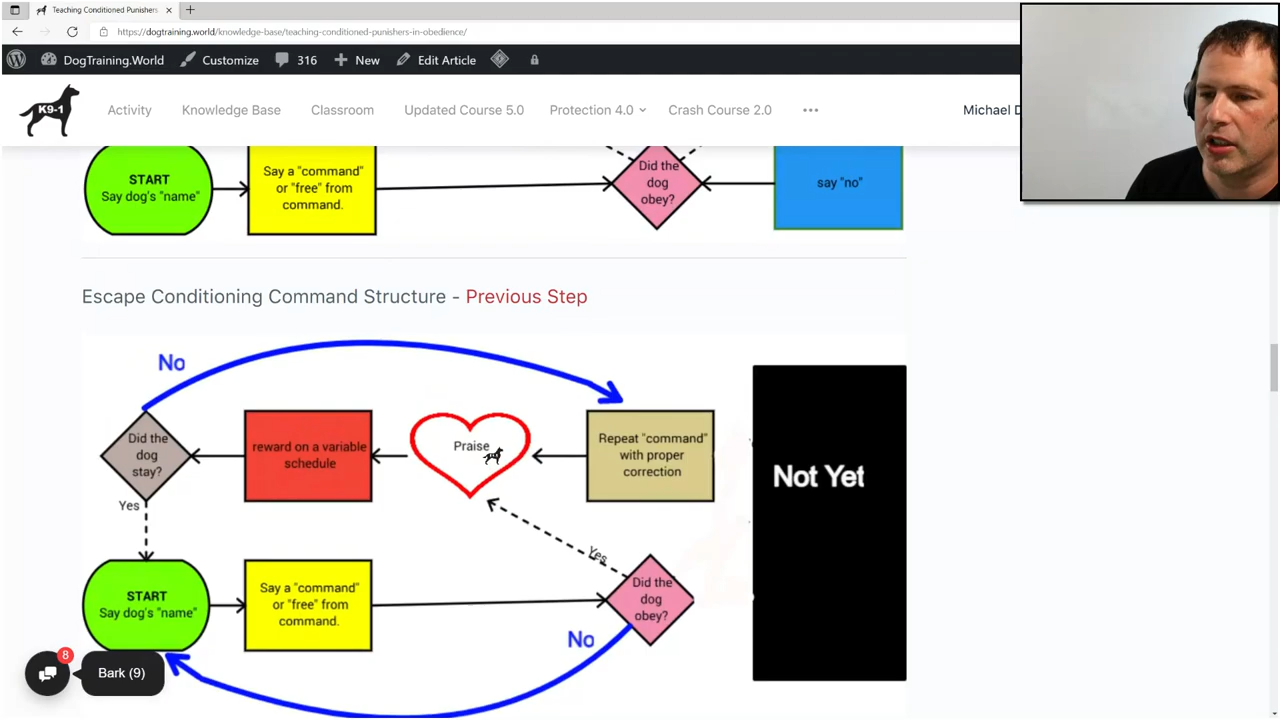 Teaching Conditioned Punishers
https://dogtraining.world/knowledge-base/teaching-conditioned-punishers-in-obedience/
DogTraining.World
Customize
316
New
Edit Article
K9-1
Activity
Knowledge Base
Classroom
Updated Course 5.0
Protection 4.0
Crash Course 2.0
Michael D
START
Say dog's "name"
Say a "command"
or "free" from
command.
Did the
dog
obey?
say "no"
Escape Conditioning Command Structure - Previous Step
No
Did the
dog
stay?
reward on a variable
schedule
Praise
Repeat "command"
with proper
correction
Not Yet
Yes
Yes
START
Say dog's "name"
Say a "command"
or "free" from
command.
Did the
dog
obey?
No
8
Bark (9)